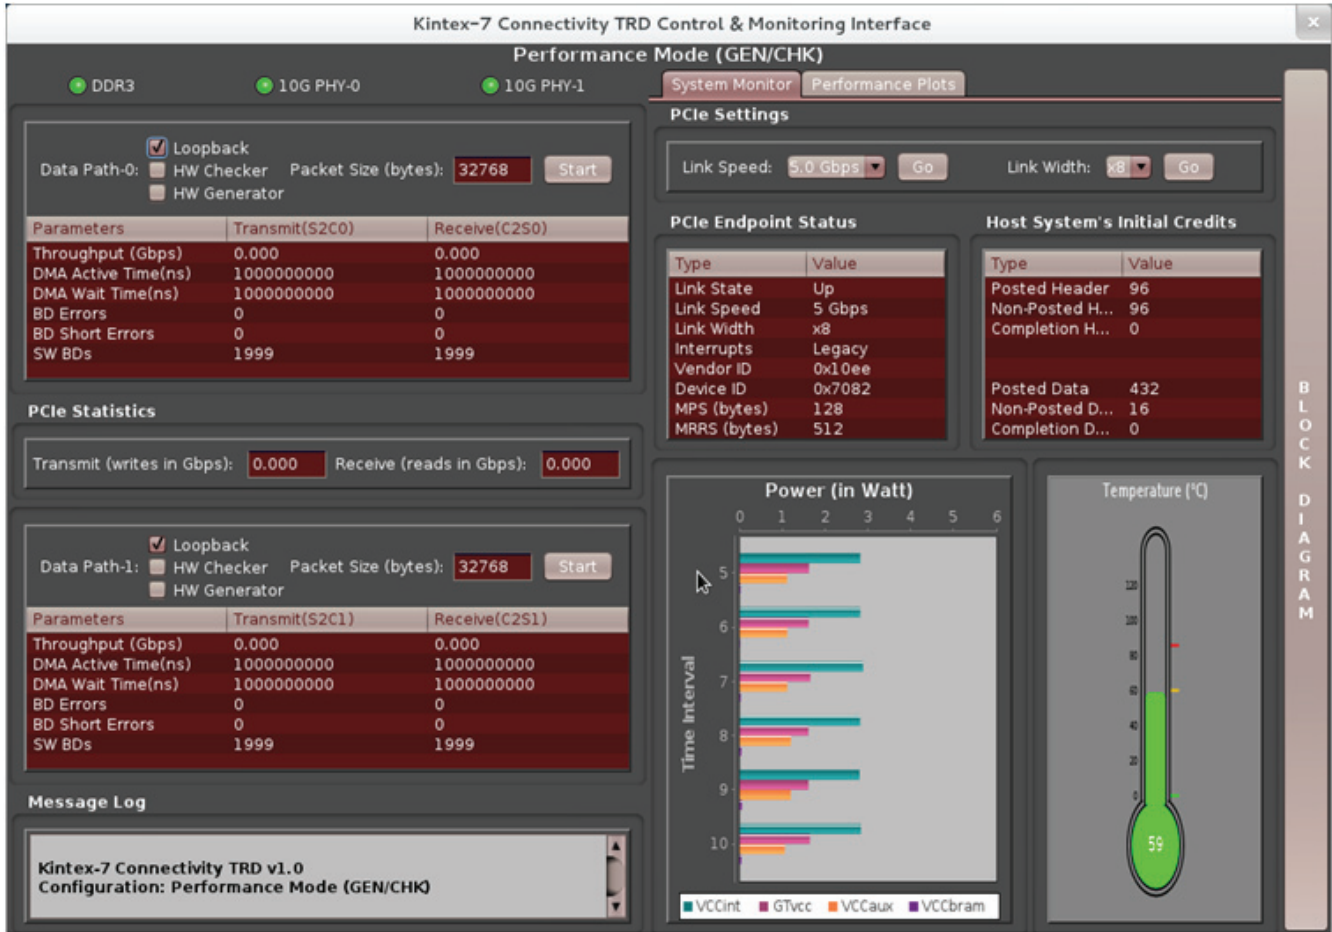 Kintex-7 Connectivity TRD Control & Monitoring Interface
Performance Mode (GEN/CHK)
DDR3 10G PHY-0 10G PHY-1
System Monitor Performance Plots
Loopback
Data Path-0: HW Checker Packet Size (bytes): 32768 Start
HW Generator
Parameters Transmit(S2C0) Receive(C2S0)
Throughput (Gbps) 0.000 0.000
DMA Active Time(ns) 1000000000 1000000000
DMA Wait Time(ns) 1000000000 1000000000
BD Errors 0 0
BD Short Errors 0 0
SW BDs 1999 1999
PCIe Statistics
Transmit (writes in Gbps): 0.000 Receive (reads in Gbps): 0.000
Loopback
Data Path-1: HW Checker Packet Size (bytes): 32768 Start
HW Generator
Parameters Transmit(S2C1) Receive(C2S1)
Throughput (Gbps) 0.000 0.000
DMA Active Time(ns) 1000000000 1000000000
DMA Wait Time(ns) 1000000000 1000000000
BD Errors 0 0
BD Short Errors 0 0
SW BDs 1999 1999
Message Log
Kintex-7 Connectivity TRD v1.0
Configuration: Performance Mode (GEN/CHK)
PCIe Settings
Link Speed: 5.0 Gbps Go Link Width: x8 Go
PCIe Endpoint Status
Type Value
Link State Up
Link Speed 5 Gbps
Link Width x8
Interrupts Legacy
Vendor ID 0x10ee
Device ID 0x7082
MPS (bytes) 128
MRRS (bytes) 512
Host System's Initial Credits
Type Value
Posted Header 96
Non-Posted H... 96
Completion H... 0
Posted Data 432
Non-Posted D... 16
Completion D... 0
Power (in Watt)
0 1 2 3 4 5 6
Time Interval
5
6
7
8
9
10
VCCint GTvcc VCCaux VCCbram
Temperature (°C)
120
100
80
60
40
20
0
59
BLOCK DIAGRAM